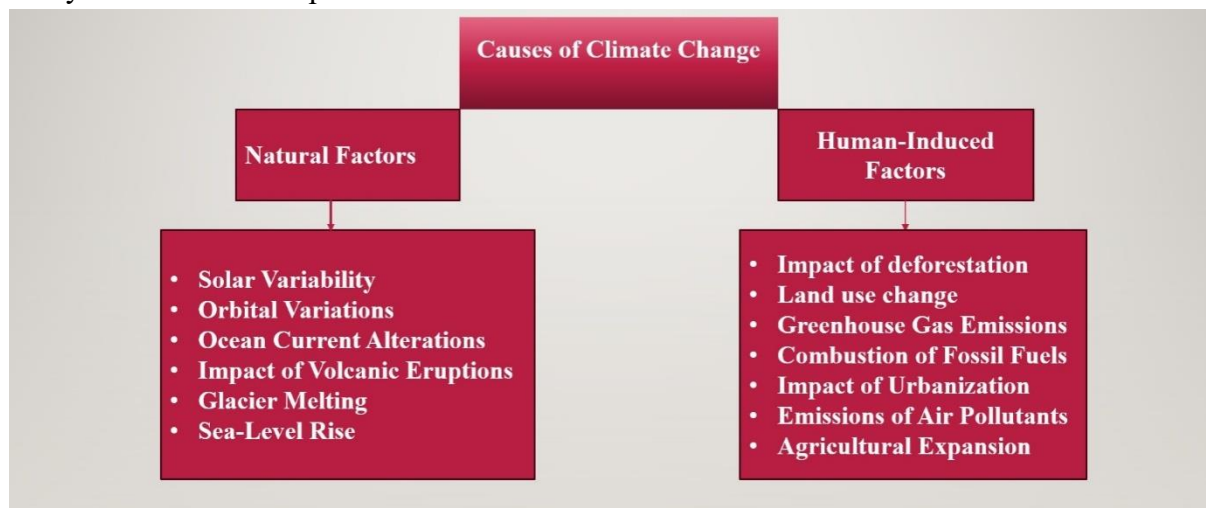 Causes of Climate Change
Natural Factors
Human-Induced
Factors
• Solar Variability
• Orbital Variations
• Ocean Current Alterations
• Impact of Volcanic Eruptions
• Glacier Melting
• Sea-Level Rise
• Impact of deforestation
• Land use change
• Greenhouse Gas Emissions
• Combustion of Fossil Fuels
• Impact of Urbanization
• Emissions of Air Pollutants
• Agricultural Expansion